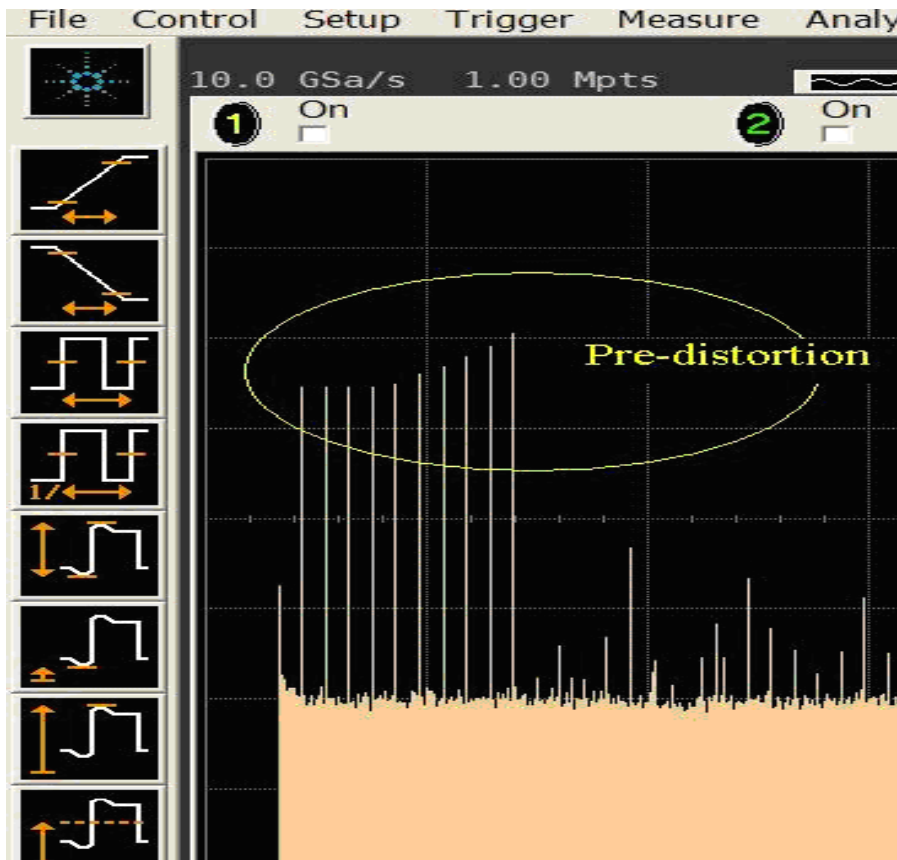 File Control Setup Trigger Measure Analy
10.0 GSa/s 1.00 Mpts
On On
1 2
Pre-distortion
1/